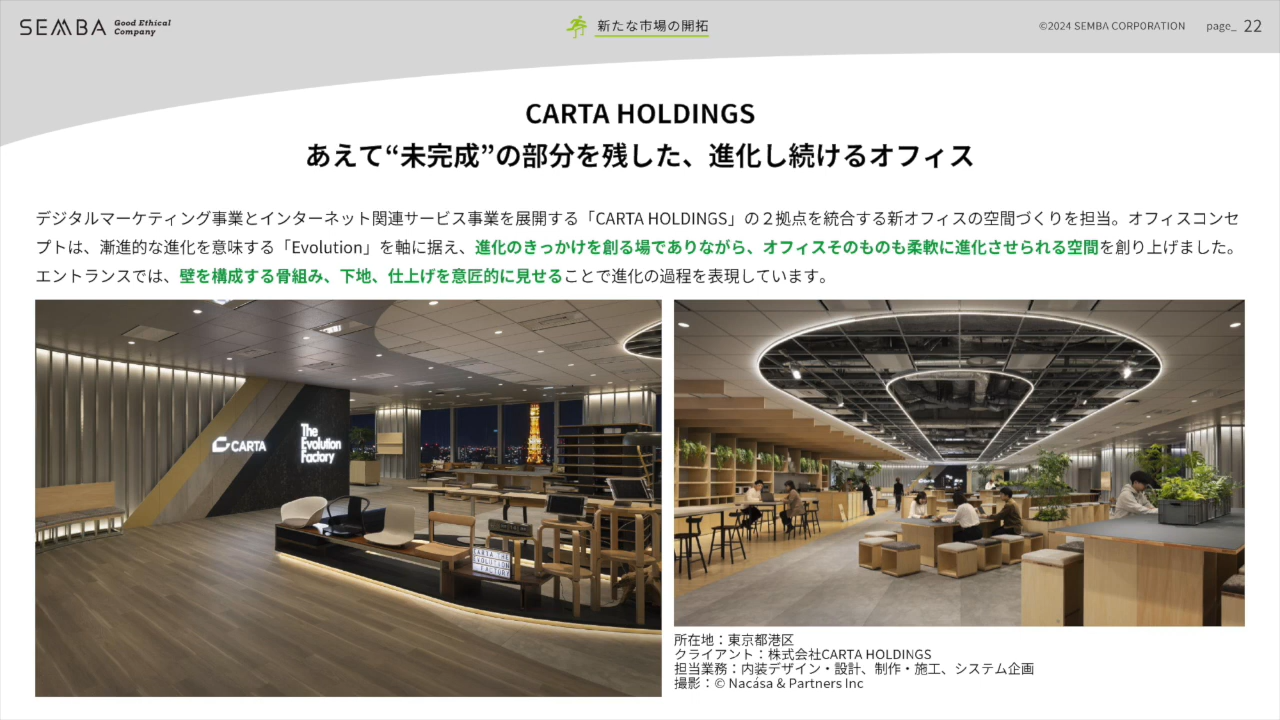 SEMBA Good Ethical
Company
新たな市場の開拓
©2024 SEMBA CORPORATION page_ 22
CARTA HOLDINGS
あえて“未完成”の部分を残した、進化し続けるオフィス
デジタルマーケティング事業とインターネット関連サービス事業を展開する「CARTA HOLDINGS」の２拠点を統合する新オフィスの空間づくりを担当。オフィスコンセ
プトは、漸進的な進化を意味する「Evolution」を軸に据え、進化のきっかけを創る場でありながら、オフィスそのものも柔軟に進化させられる空間を創り上げました。
エントランスでは、壁を構成する骨組み、下地、仕上げを意匠的に見せることで進化の過程を表現しています。
CARTA
The
Evolution
Factory
CARTA THE
EVOLUTION
FACTORY
所在地：東京都港区
クライアント：株式会社CARTA HOLDINGS
担当業務：内装デザイン・設計、制作・施工、システム企画
撮影：© Nacása & Partners Inc